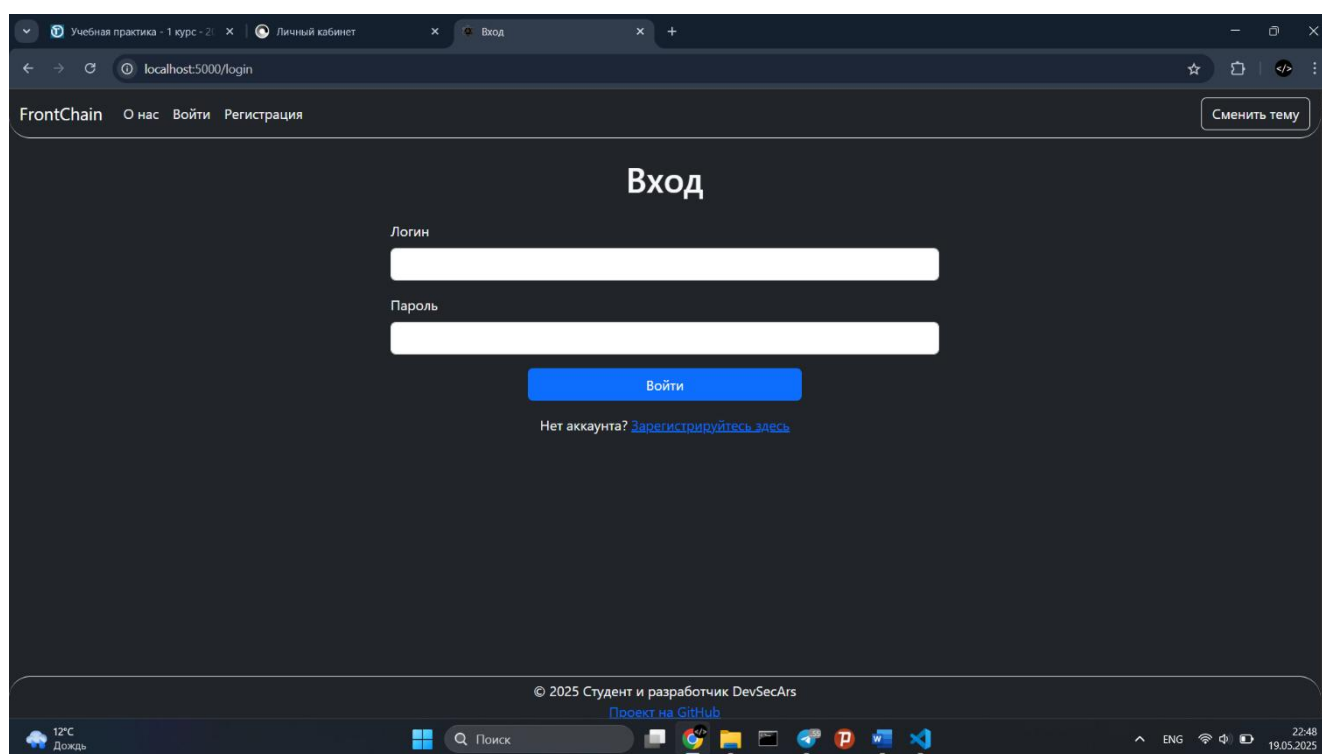 Учебная практика - 1 курс - 20
Личный кабинет
Вход
localhost:5000/login
FrontChain О нас Войти Регистрация
Сменить тему
Вход
Логин
Пароль
Войти
Нет аккаунта? Зарегистрируйтесь здесь
© 2025 Студент и разработчик DevSecArs
Проект на GitHub
12°C
Дождь
Поиск
ENG
22:48
19.05.2025